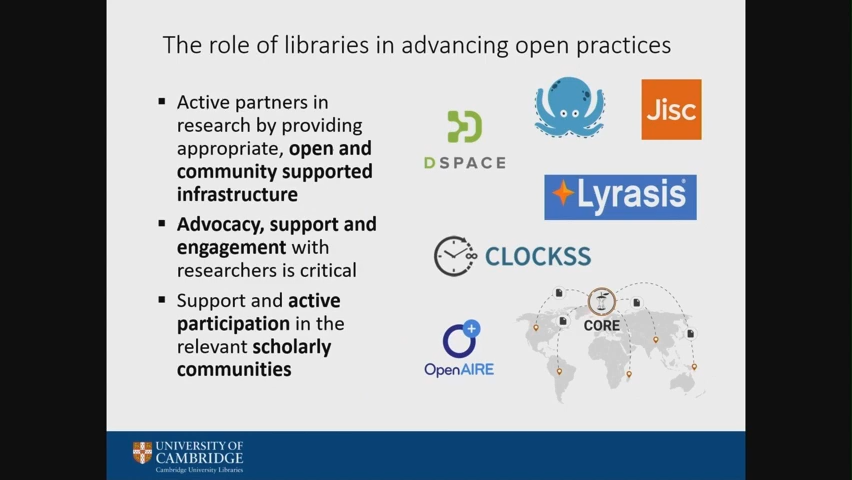 The role of libraries in advancing open practices
▪ Active partners in
research by providing
appropriate, open and
community supported
infrastructure
▪ Advocacy, support and
engagement with
researchers is critical
▪ Support and active
participation in the
relevant scholarly
communities
DSPACE
Jisc
Lyrasis
CLOCKSS
OpenAIRE
CORE
UNIVERSITY OF
CAMBRIDGE
Cambridge University Libraries